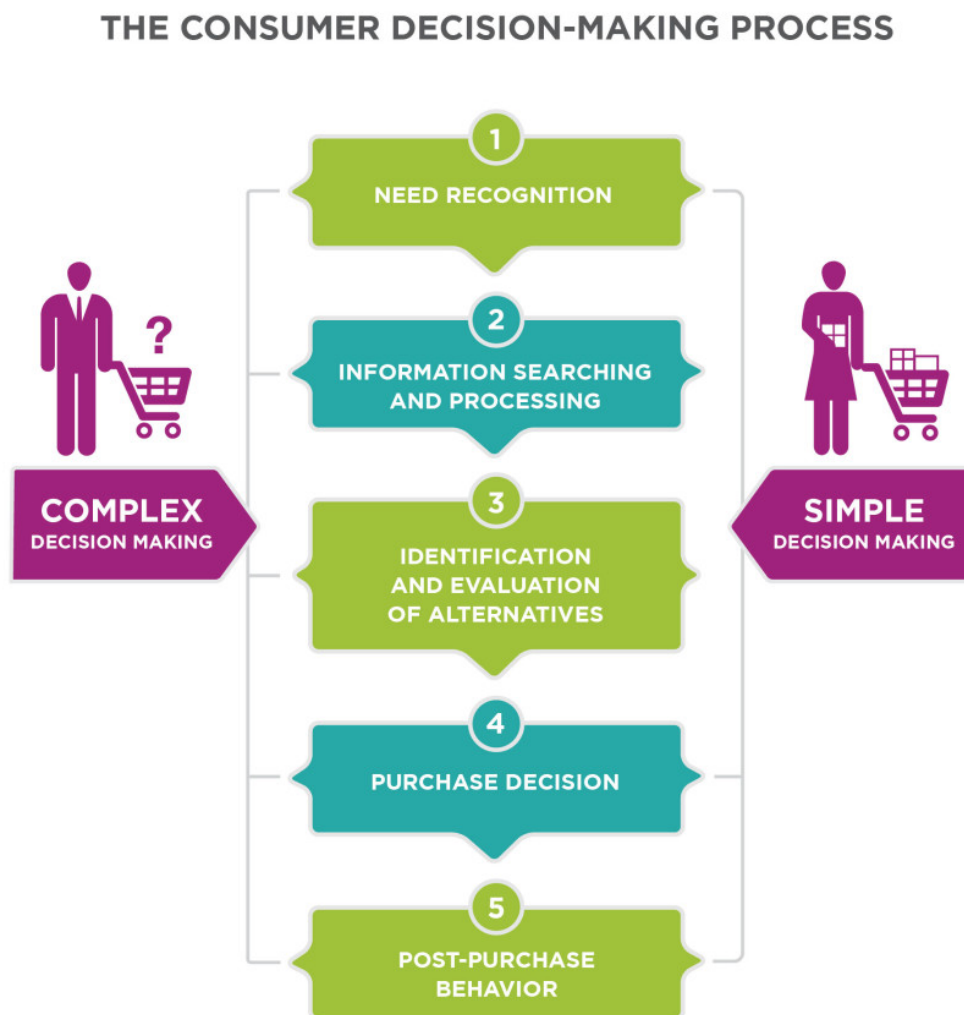 THE CONSUMER DECISION-MAKING PROCESS
1
NEED RECOGNITION
2
INFORMATION SEARCHING
AND PROCESSING
?
COMPLEX
DECISION MAKING
3
IDENTIFICATION
AND EVALUATION
OF ALTERNATIVES
SIMPLE
DECISION MAKING
4
PURCHASE DECISION
5
POST-PURCHASE
BEHAVIOR